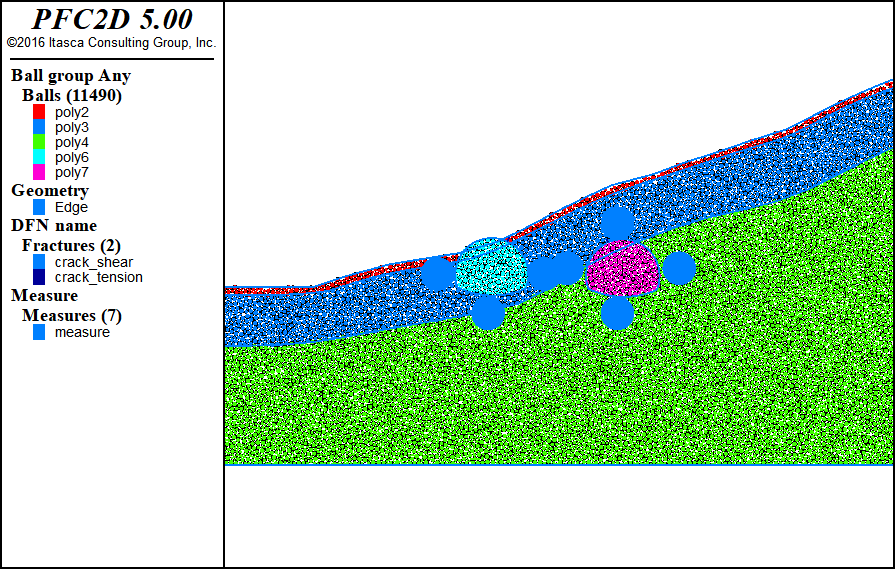 PFC2D 5.00
©2016 Itasca Consulting Group, Inc.
Ball group Any
Balls (11490)
poly2
poly3
poly4
poly6
poly7
Geometry
Edge
DFN name
Fractures (2)
crack_shear
crack_tension
Measure
Measures (7)
measure